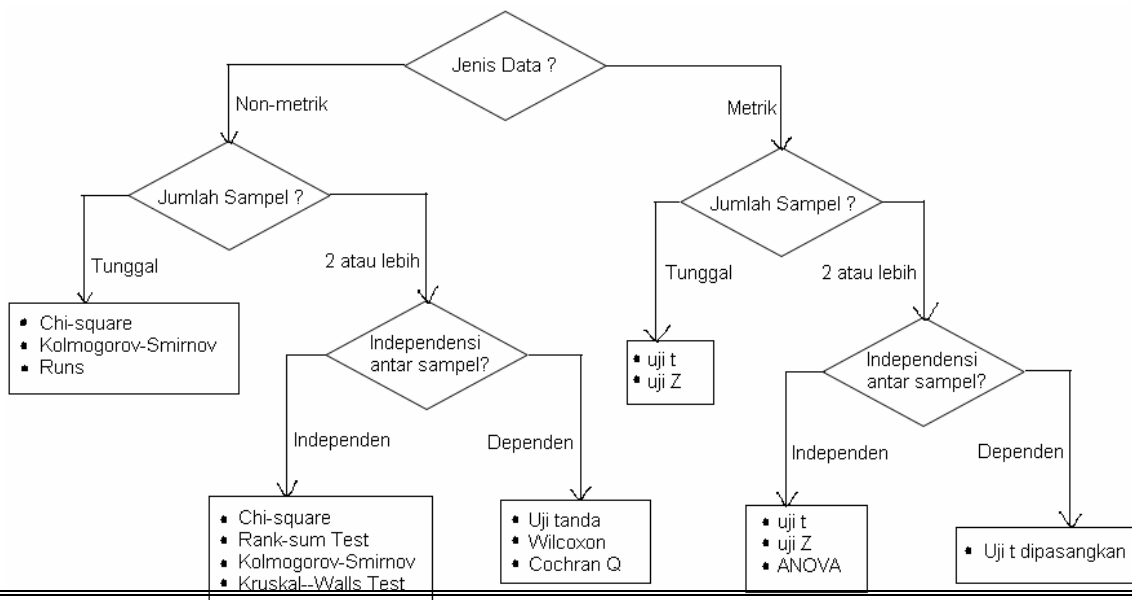 Jenis Data ?
Non-metrik
Metrik
Jumlah Sampel ?
Jumlah Sampel ?
Tunggal
2 atau lebih
Tunggal
2 atau lebih
• Chi-square
• Kolmogorov-Smirnov
• Runs
Independensi
antar sampel?
• uji t
• uji Z
Independensi
antar sampel?
Independen
Dependen
Independen
Dependen
• Chi-square
• Rank-sum Test
• Kolmogorov-Smirnov
• Kruskal--Walls Test
• Uji tanda
• Wilcoxon
• Cochran Q
• uji t
• uji Z
• ANOVA
• Uji t dipasangkan